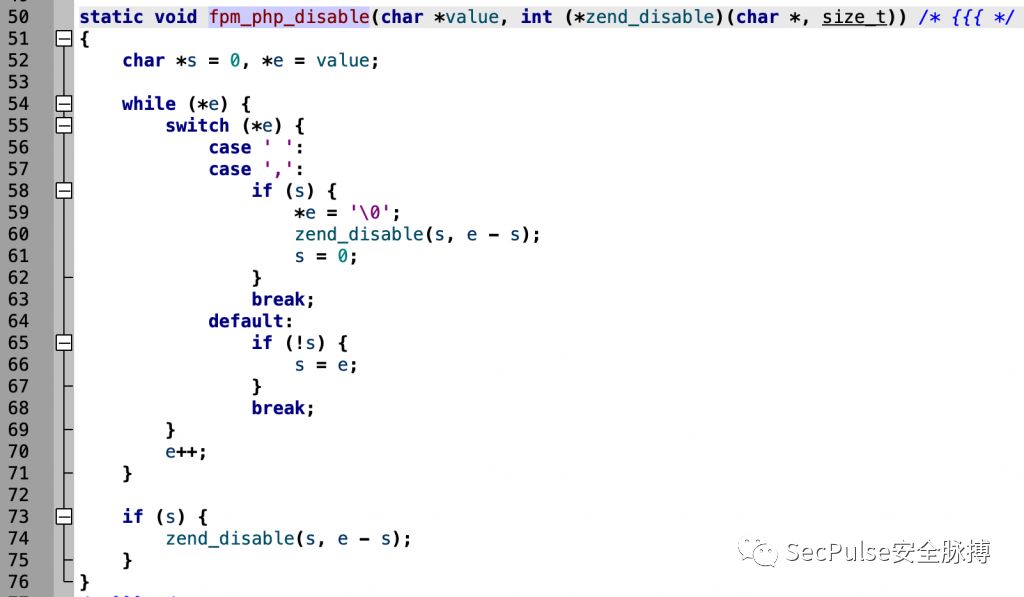 50 static void fpm_php_disable(char *value, int (*zend_disable)(char *, size_t)) /* {{{ */
51 {
52     char *s = 0, *e = value;
53
54     while (*e) {
55         switch (*e) {
56             case ' ':
57             case ',':
58                 if (s) {
59                     *e = '\0';
60                     zend_disable(s, e - s);
61                     s = 0;
62                 }
63                 break;
64             default:
65                 if (!s) {
66                     s = e;
67                 }
68                 break;
69         }
70         e++;
71     }
72
73     if (s) {
74         zend_disable(s, e - s);
75     }
76 }
SecPulse安全脉搏